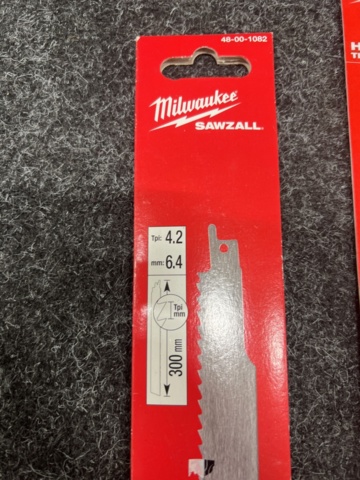 48-00-1082
Milwaukee
SAWZALL
Tpi: 4.2
mm: 6.4
Tpi
mm
300 mm
H